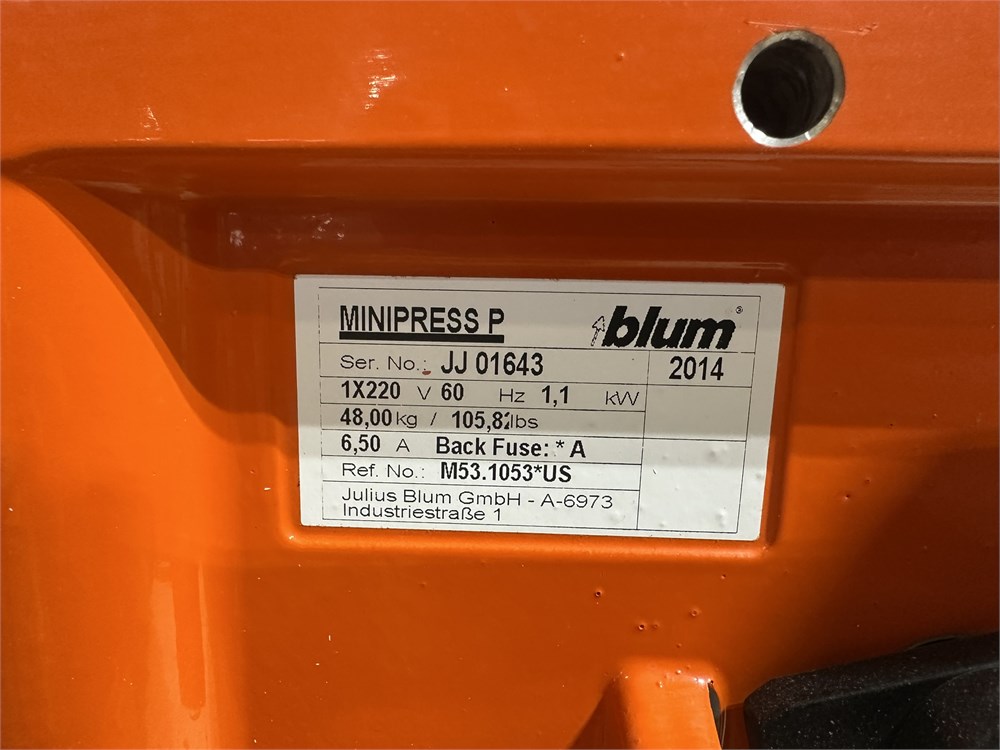 MINIPRESS P blum ®
Ser. No.: JJ 01643 2014
1X220 V 60 Hz 1,1 kW
48,00 kg / 105,82 lbs
6,50 A Back Fuse: * A
Ref. No.: M53.1053*US
Julius Blum GmbH - A-6973
Industriestraße 1